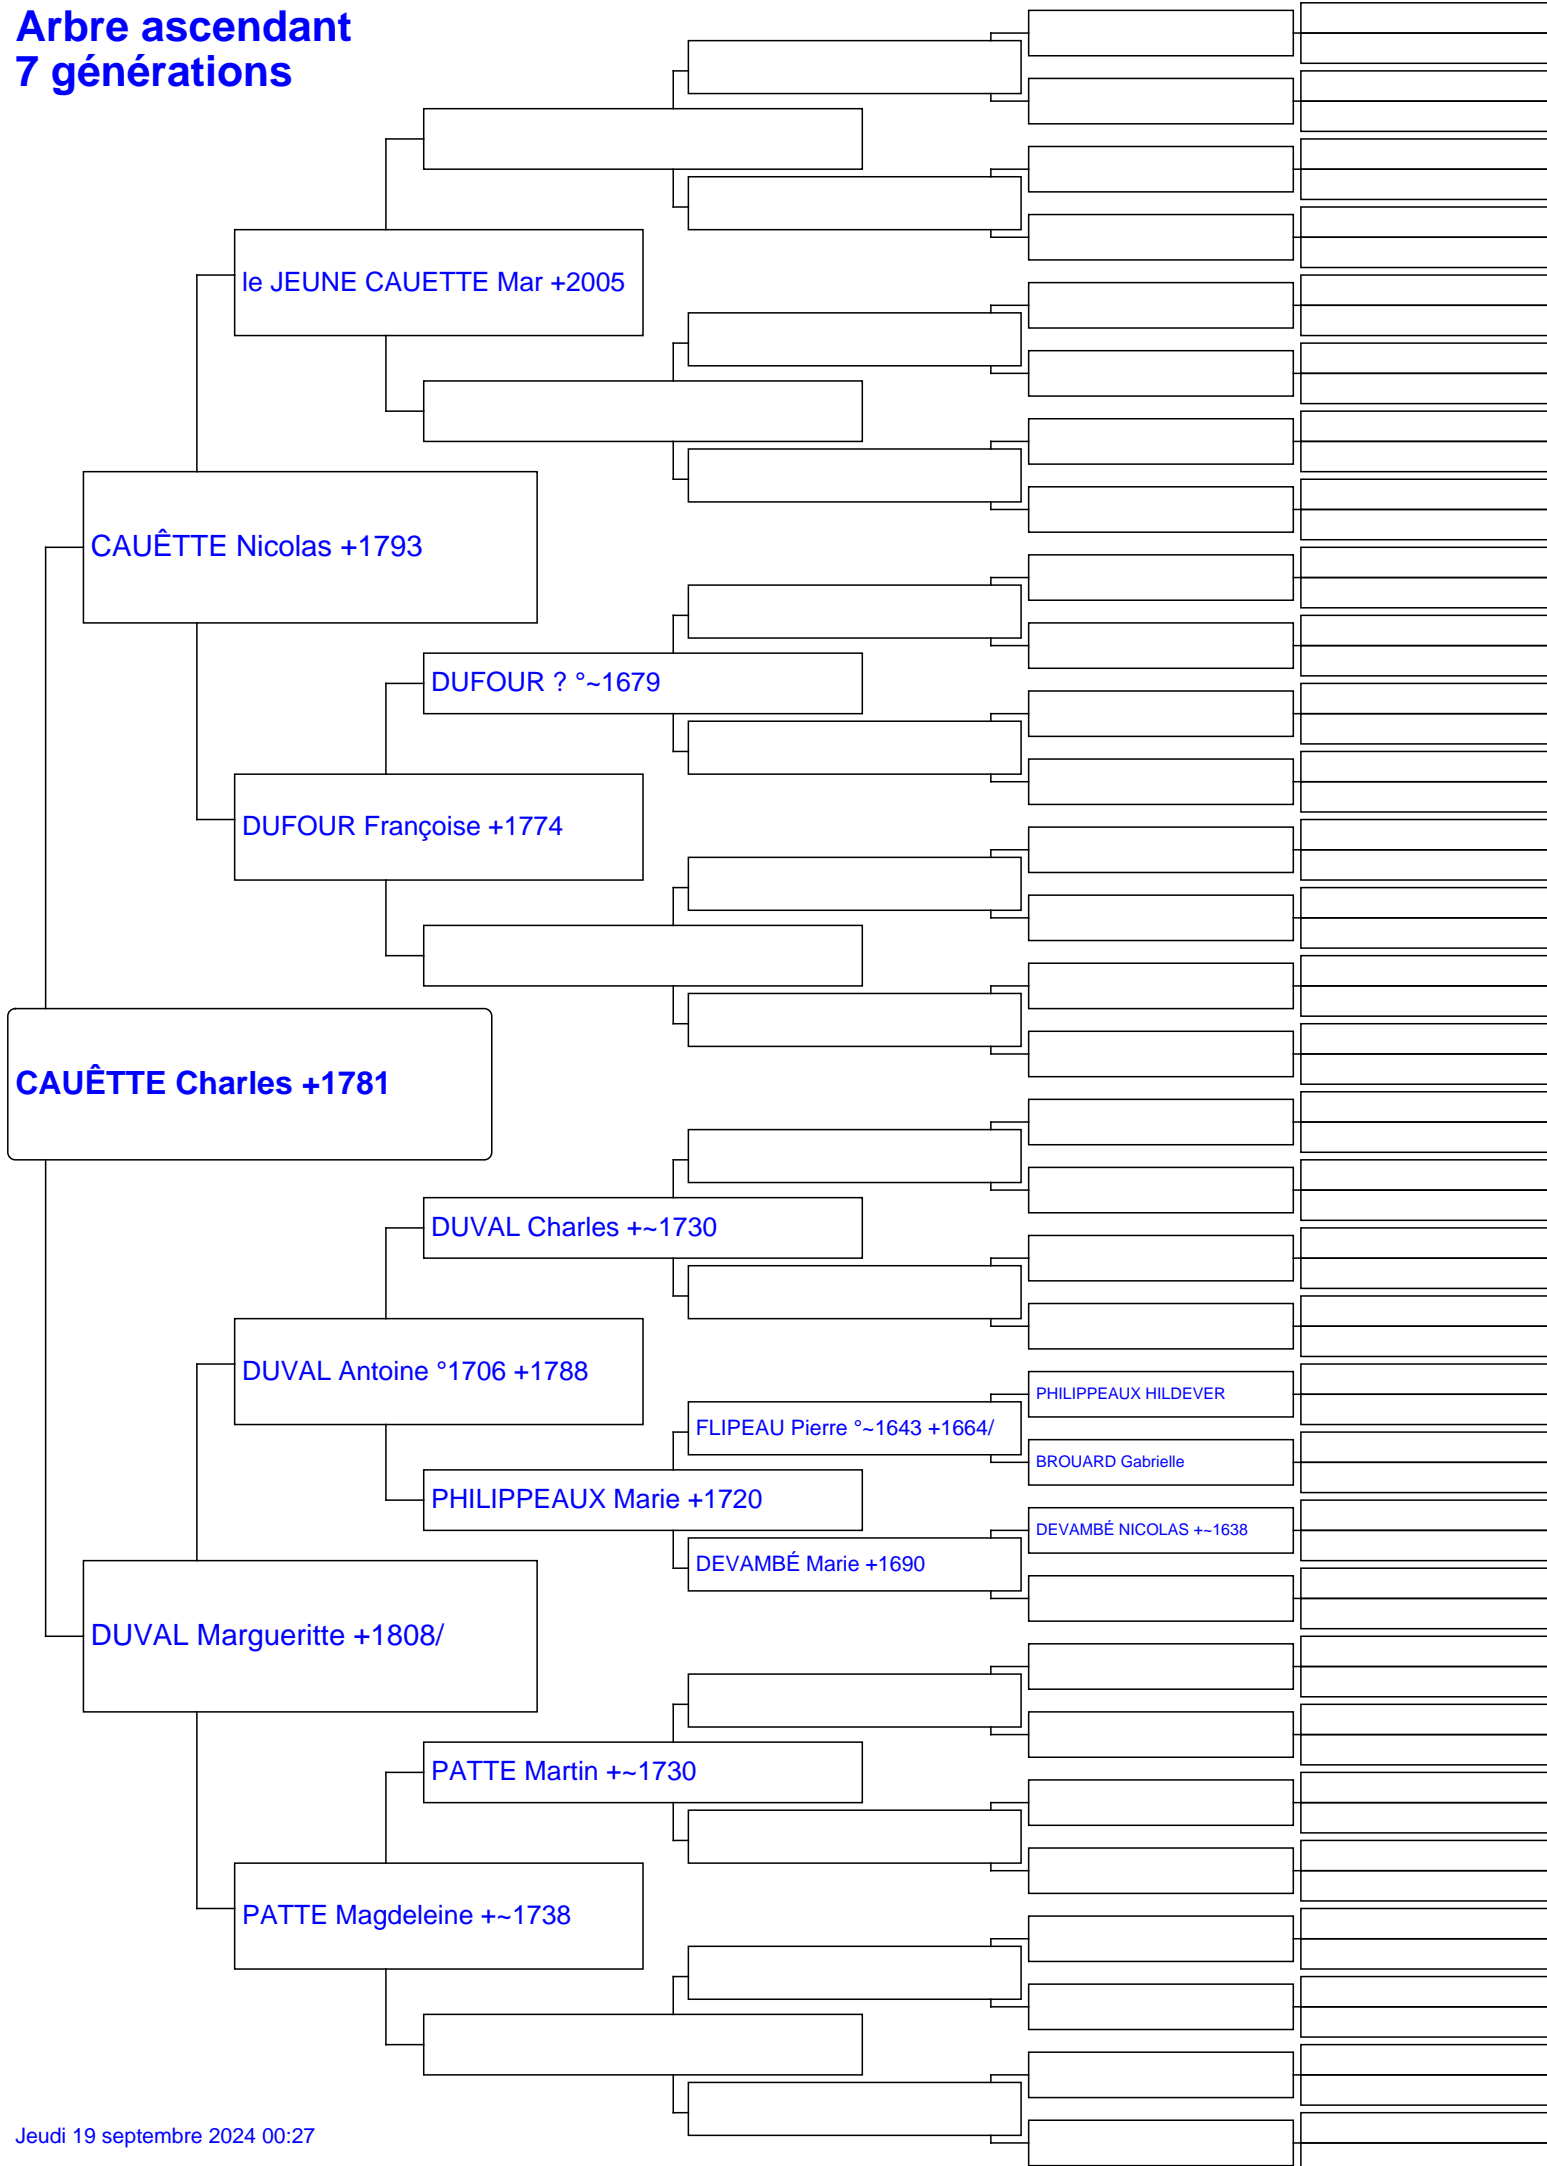 Arbre ascendant
7 générations
le JEUNE CAUETTE Mar +2005
CAUÊTTE Nicolas +1793
DUFOUR ? °~1679
DUFOUR Françoise +1774
CAUÊTTE Charles +1781
DUVAL Charles +~1730
DUVAL Antoine °1706 +1788
PHILIPPEAUX HILDEVER
FLIPEAU Pierre °~1643 +1664/
BROUARD Gabrielle
PHILIPPEAUX Marie +1720
DEVAMBÉ NICOLAS +~1638
DEVAMBÉ Marie +1690
DUVAL Margueritte +1808/
PATTE Martin +~1730
PATTE Magdeleine +~1738
Jeudi 19 septembre 2024 00:27